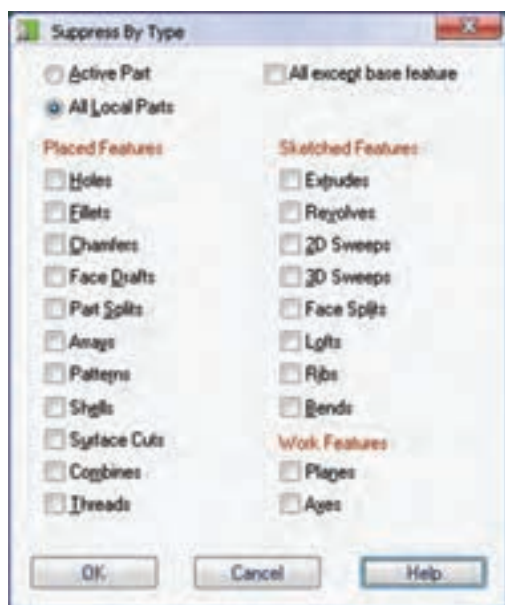 Suppress By Type
Active Part
All except base feature
All Local Parts
Placed Features
Holes
Fillets
Chamfers
Face Drafts
Part Splits
Arrays
Patterns
Shells
Surface Cuts
Combines
Threads
Sketched Features
Extrudes
Revolves
2D Sweeps
3D Sweeps
Face Splits
Lofts
Ribs
Bends
Work Features
Planes
Axes
OK
Cancel
Help